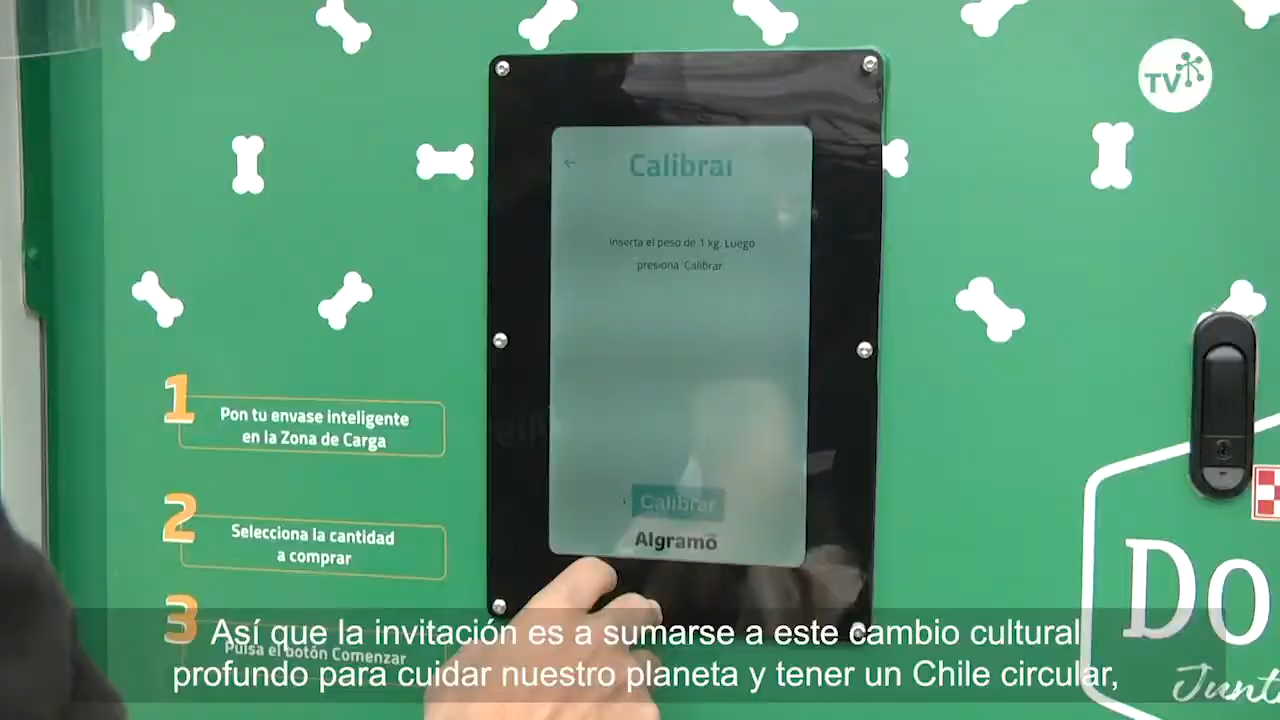 TV
Calibrar
Inserta el peso de 1 kg. Luego
presiona Calibrar
Calibrar
Algramo
1
Pon tu envase inteligente
en la Zona de Carga
2
Selecciona la cantidad
a comprar
3
Pulsa el botón Comenzar
Do
Junt
Así que la invitación es a sumarse a este cambio cultural
profundo para cuidar nuestro planeta y tener un Chile circular,